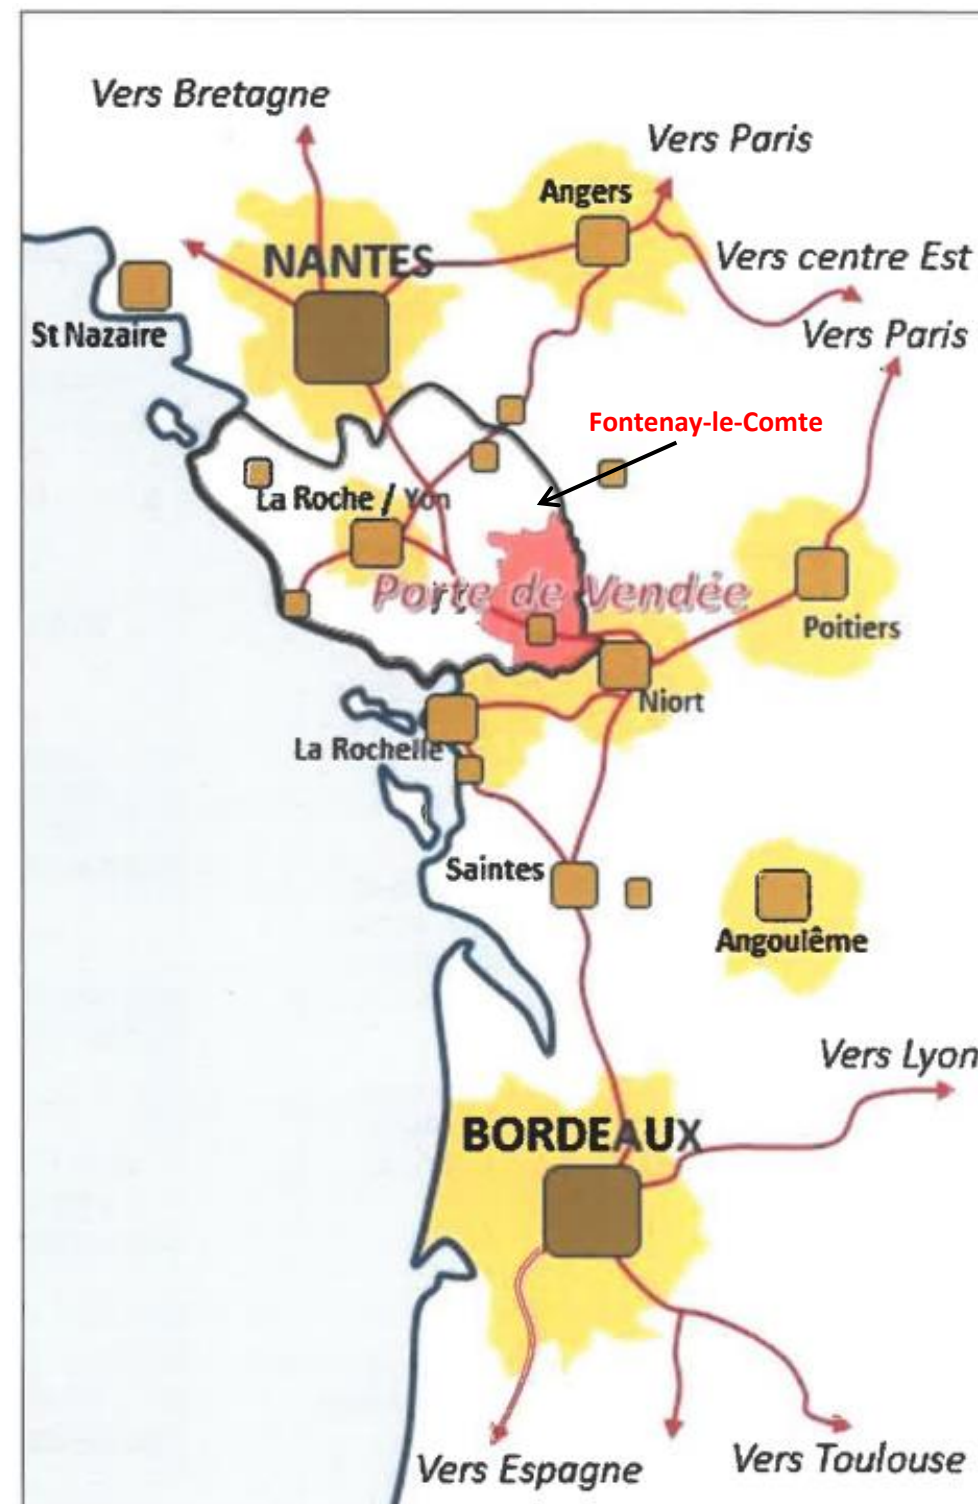 Vers Bretagne
Vers Paris
Angers
NANTES
Vers centre Est
St Nazaire
Vers Paris
Fontenay-le-Comte
La Roche / Yon
Porte de Vendée
Poitiers
Niort
La Rochelle
Saintes
Angoulême
Vers Lyon
BORDEAUX
Vers Espagne
Vers Toulouse